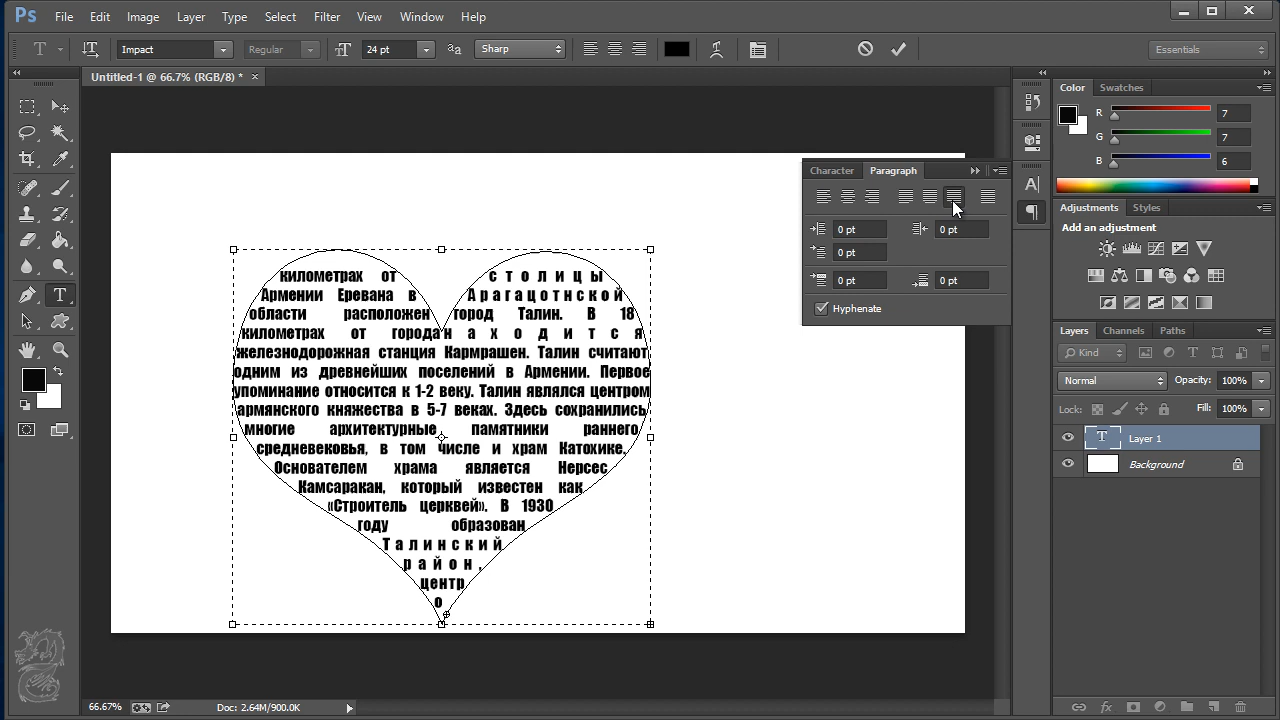 Ps File Edit Image Layer Type Select Filter View Window Help
T Impact Regular 24 pt aa Sharp Essentials
Untitled-1 @ 66.7% (RGB/8) * ×
Color Swatches
R 7
G 7
B 6
Character Paragraph
0 pt 0 pt
0 pt
0 pt 0 pt
Hyphenate
Adjustments Styles
Add an adjustment
Layers Channels Paths
Kind
Normal Opacity: 100%
Lock: Fill: 100%
T Layer 1
Background
километрах от столицы
Армении Еревана в Арагацотнской
области расположен город Талин. В 18
километрах от города находится
железнодорожная станция Кармрашен. Талин считают
одним из древнейших поселений в Армении. Первое
упоминание относится к 1-2 веку. Талин являлся центром
армянского княжества в 5-7 веках. Здесь сохранились
многие архитектурные памятники раннего
средневековья, в том числе и храм Катохике.
Основателем храма является Нерсес
Камсаракан, который известен как
«Строитель церквей». В 1930
году образован
Талинский
район,
центр
о
66.67% Doc: 2.64M/900.0K
fx